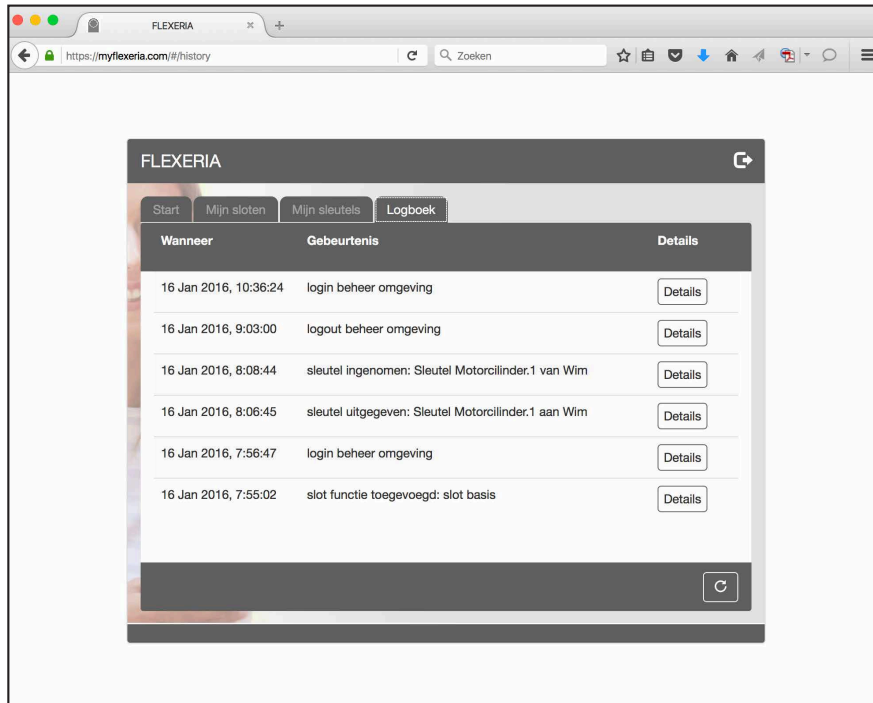 FLEXERIA
https://myflexeria.com/#/history
Zoeken
FLEXERIA
Start Mijn sloten Mijn sleutels Logboek
Wanneer Gebeurtenis Details
16 Jan 2016, 10:36:24 login beheer omgeving Details
16 Jan 2016, 9:03:00 logout beheer omgeving Details
16 Jan 2016, 8:08:44 sleutel ingenomen: Sleutel Motorcilinder.1 van Wim Details
16 Jan 2016, 8:06:45 sleutel uitgegeven: Sleutel Motorcilinder.1 aan Wim Details
16 Jan 2016, 7:56:47 login beheer omgeving Details
16 Jan 2016, 7:55:02 slot functie toegevoegd: slot basis Details